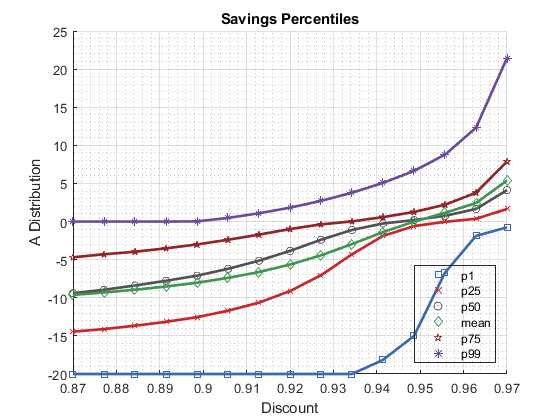 Savings Percentiles
25
20
15
10
5
0
-5
-10
-15
-20
A Distribution
p1
p25
p50
mean
p75
p99
0.87 0.88 0.89 0.9 0.91 0.92 0.93 0.94 0.95 0.96 0.97
Discount